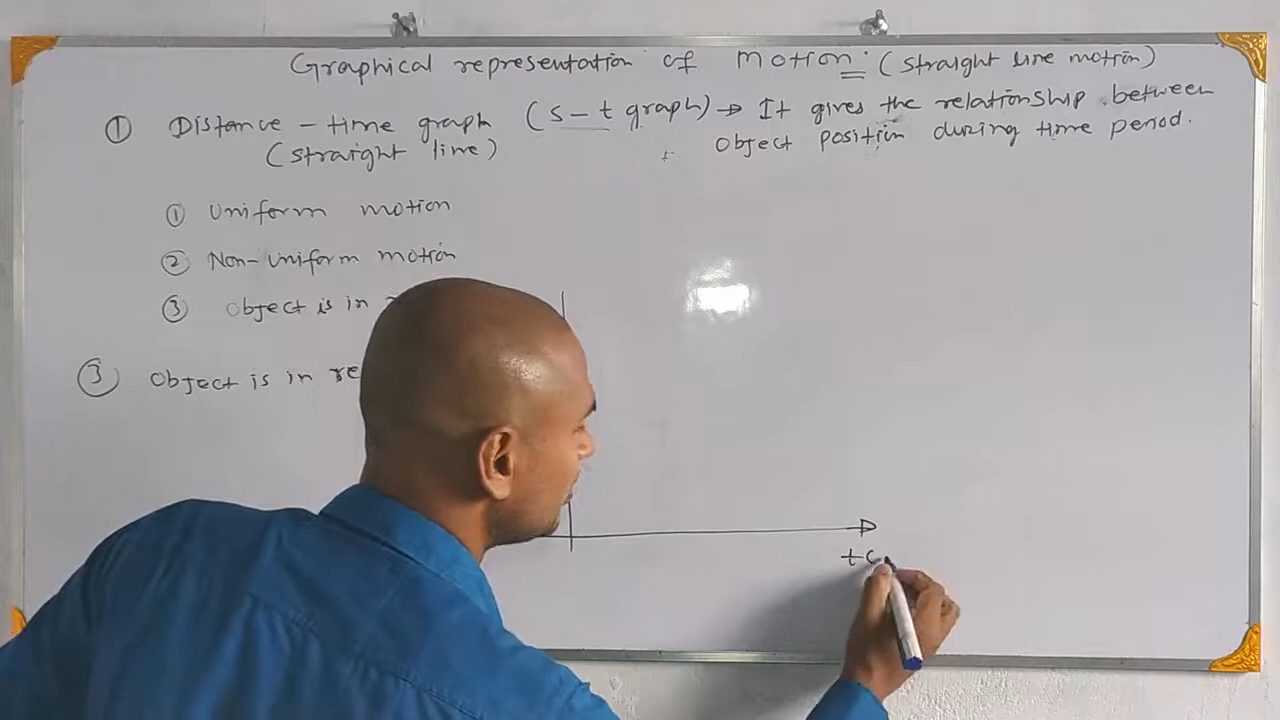 Graphical representation of motion: (straight line motion)
① Distance - time graph (s - t graph) → It gives the relationship between
(straight line) object position during time period.
① Uniform motion
② Non-Uniform motion
③ Object is in
③ Object is in
t(